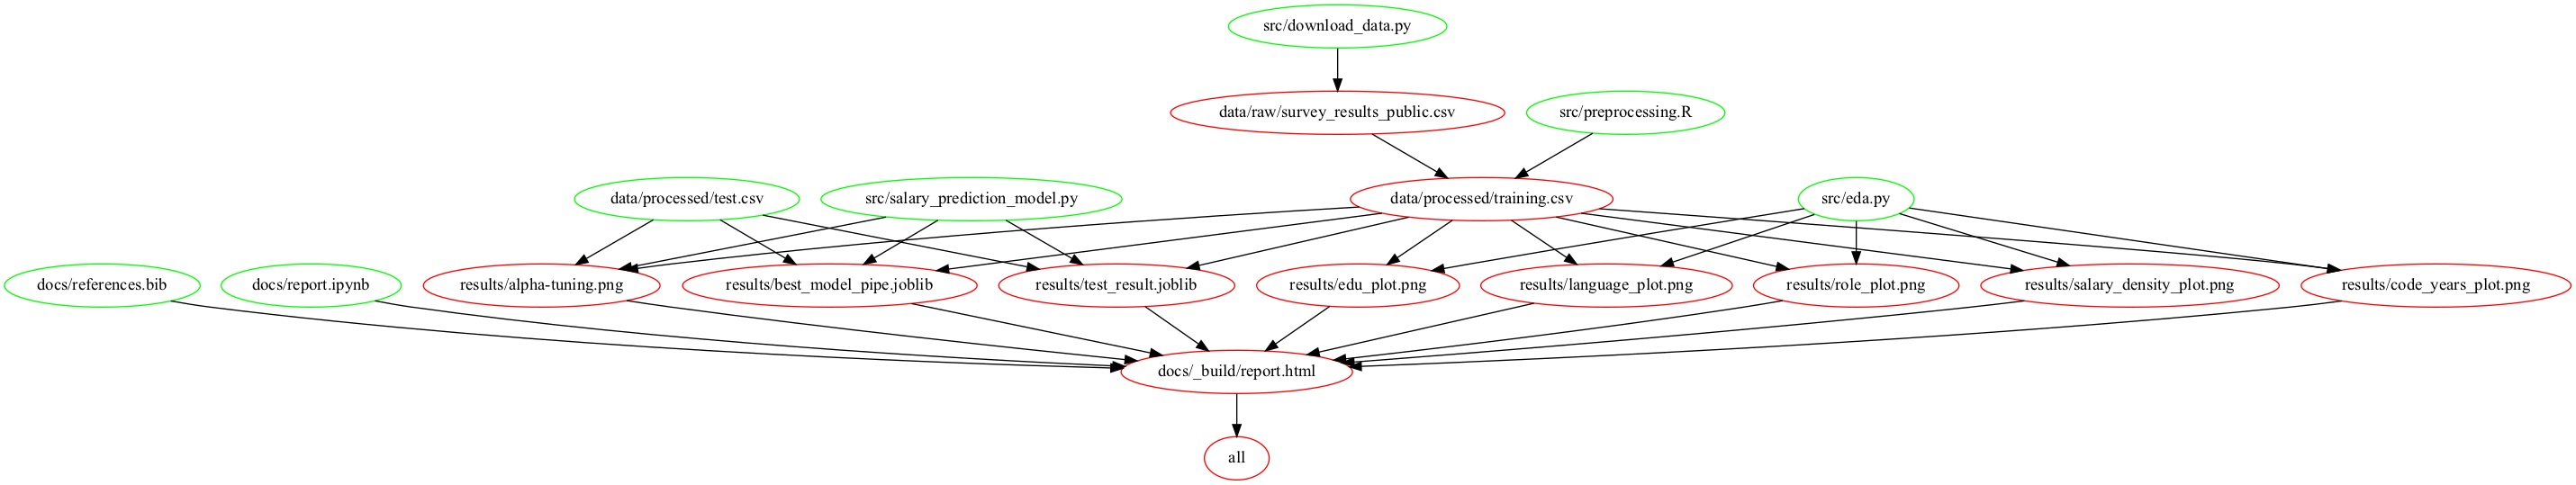 src/download_data.py
data/raw/survey_results_public.csv
src/preprocessing.R
data/processed/test.csv
src/salary_prediction_model.py
data/processed/training.csv
src/eda.py
docs/references.bib
docs/report.ipynb
results/alpha-tuning.png
results/best_model_pipe.joblib
results/test_result.joblib
results/edu_plot.png
results/language_plot.png
results/role_plot.png
results/salary_density_plot.png
results/code_years_plot.png
docs/_build/report.html
all